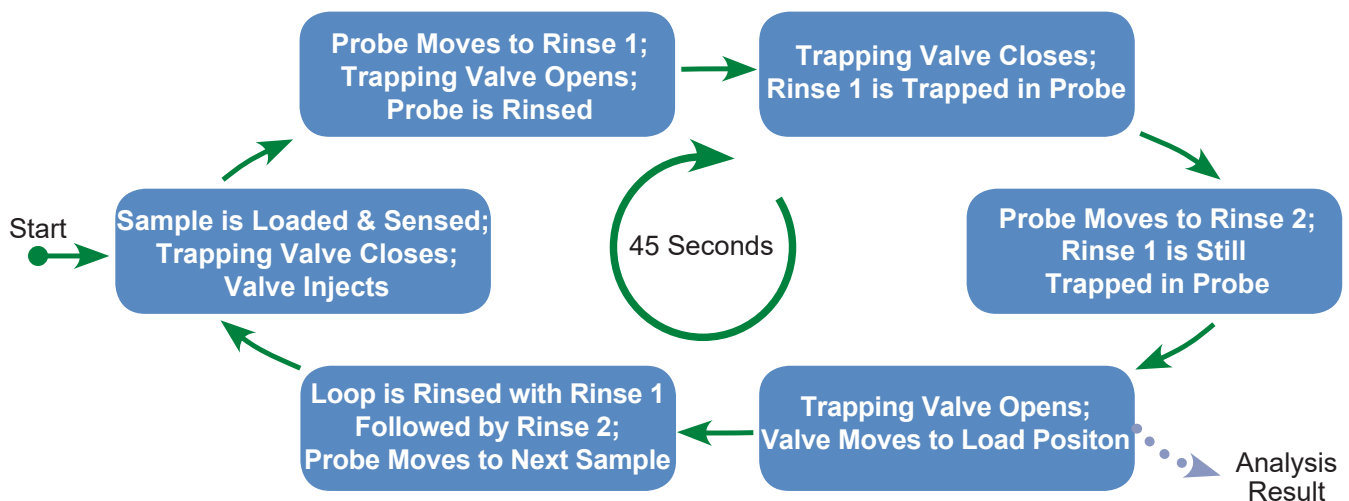 Probe Moves to Rinse 1;
Trapping Valve Opens;
Probe is Rinsed
Trapping Valve Closes;
Rinse 1 is Trapped in Probe
Start
Sample is Loaded & Sensed;
Trapping Valve Closes;
Valve Injects
45 Seconds
Probe Moves to Rinse 2;
Rinse 1 is Still
Trapped in Probe
Loop is Rinsed with Rinse 1
Followed by Rinse 2;
Probe Moves to Next Sample
Trapping Valve Opens;
Valve Moves to Load Positon
Analysis
Result